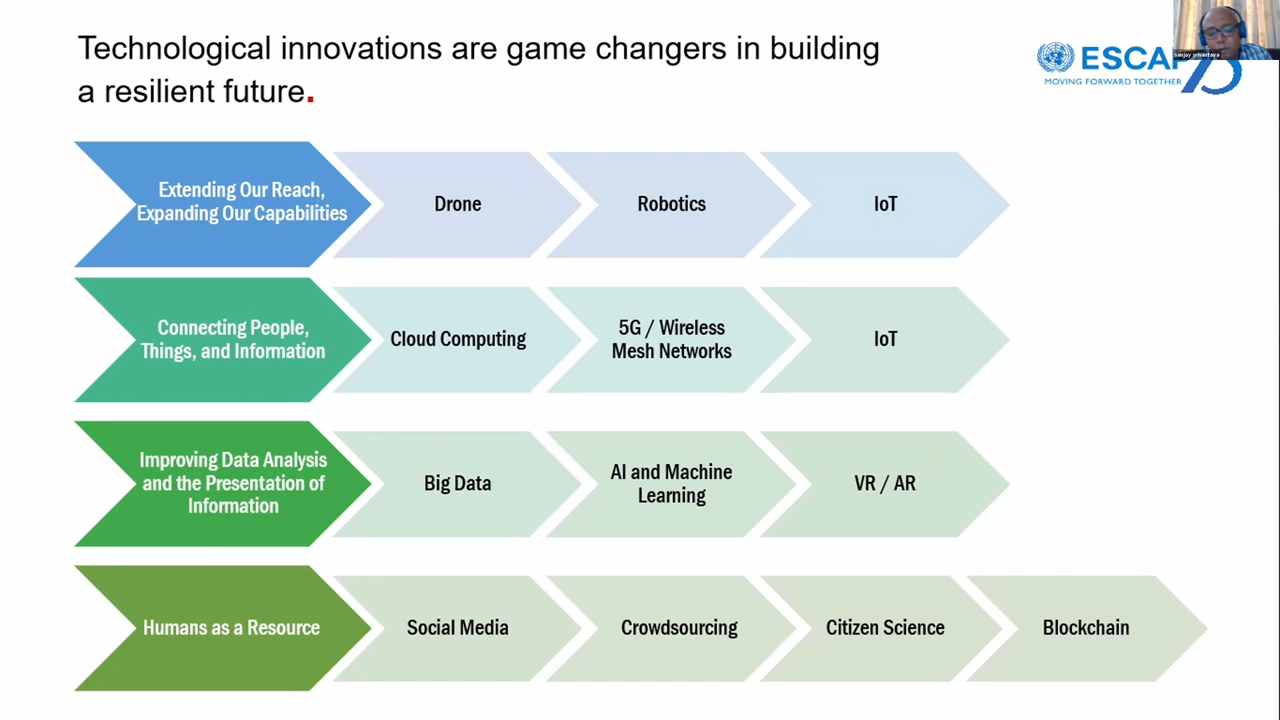 Technological innovations are game changers in building
a resilient future.
ESCAP
75
MOVING FORWARD TOGETHER
sanjay srivastava
Extending Our Reach,
Expanding Our Capabilities
Drone
Robotics
IoT
Connecting People,
Things, and Information
Cloud Computing
5G / Wireless
Mesh Networks
IoT
Improving Data Analysis
and the Presentation of
Information
Big Data
AI and Machine
Learning
VR / AR
Humans as a Resource
Social Media
Crowdsourcing
Citizen Science
Blockchain